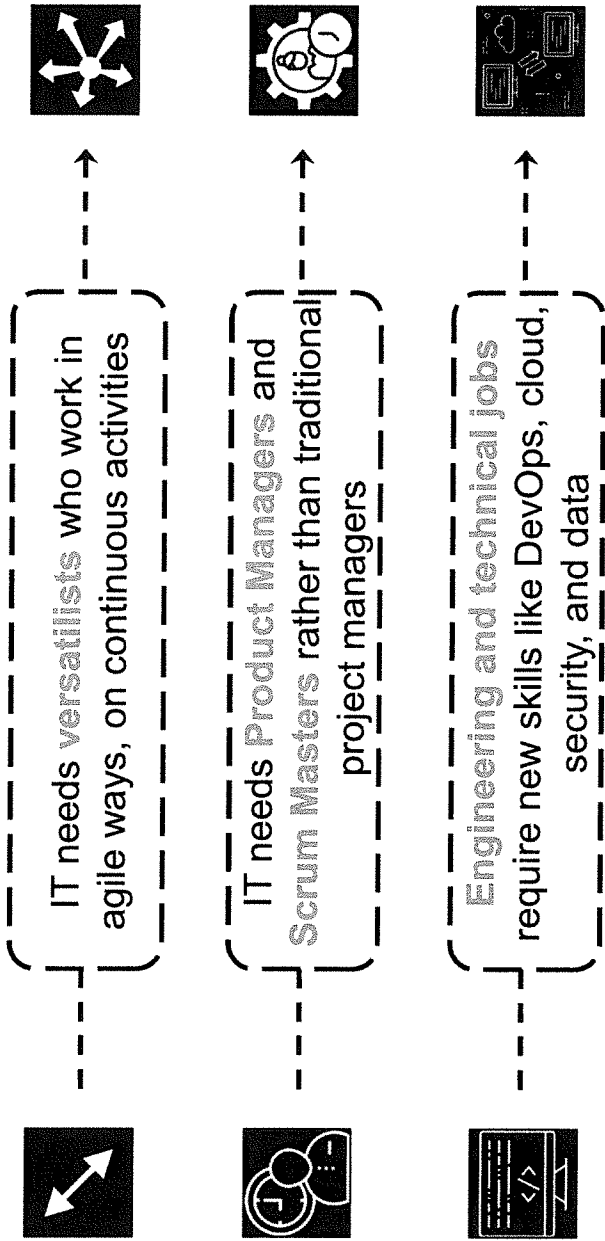 IT needs versatilists who work in
agile ways, on continuous activities
IT needs Product Managers and
Scrum Masters rather than traditional
project managers
Engineering and technical jobs
require new skills like DevOps, cloud,
security, and data